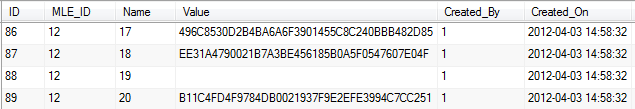 ID MLE_ID Name Value Created_By Created_On
86 12 17 496C8530D2B4BA6A6F3901455C8C240BBB482D85 1 2012-04-03 14:58:32
87 12 18 EE31A4790021B7A3BE456185B0A5F0547607E04F 1 2012-04-03 14:58:32
88 12 19 1 2012-04-03 14:58:32
89 12 20 B11C4FD4F9784DB0021937F9E2EFE3994C7CC251 1 2012-04-03 14:58:32